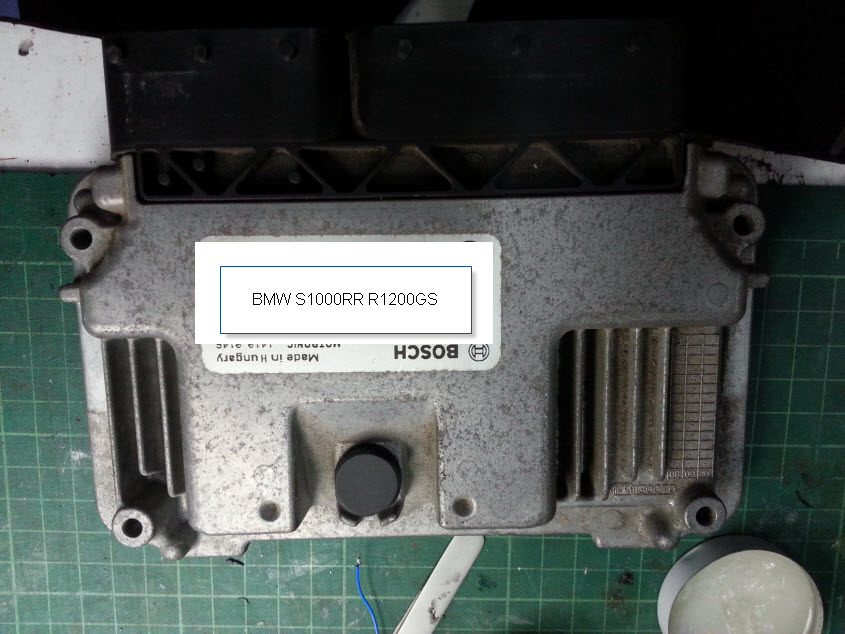 BMW S1000RR R1200GS
BOSCH
Made in Hungary